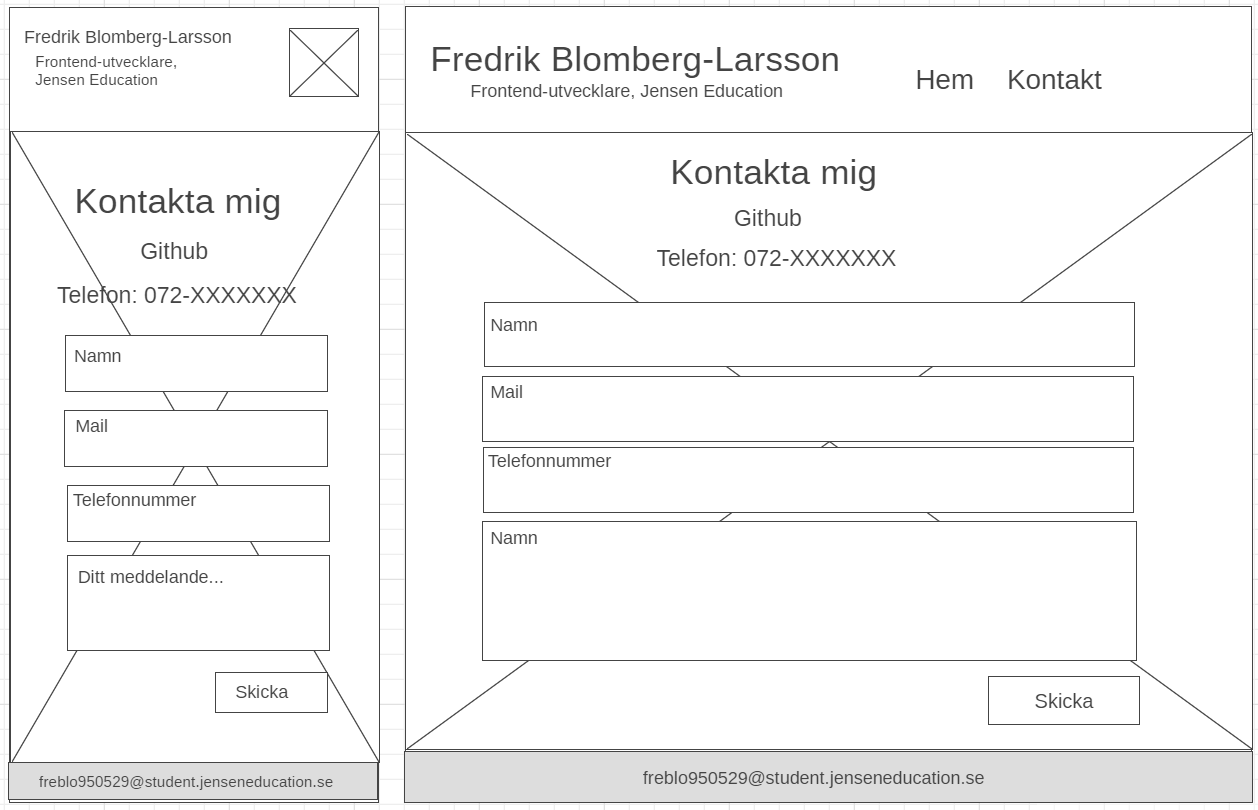 Fredrik Blomberg-Larsson
Frontend-utvecklare,
Jensen Education
Kontakta mig
Github
Telefon: 072-XXXXXXX
Namn
Mail
Telefonnummer
Ditt meddelande...
Skicka
freblo950529@student.jenseneducation.se
Fredrik Blomberg-Larsson
Frontend-utvecklare, Jensen Education
Hem Kontakt
Kontakta mig
Github
Telefon: 072-XXXXXXX
Namn
Mail
Telefonnummer
Namn
Skicka
freblo950529@student.jenseneducation.se